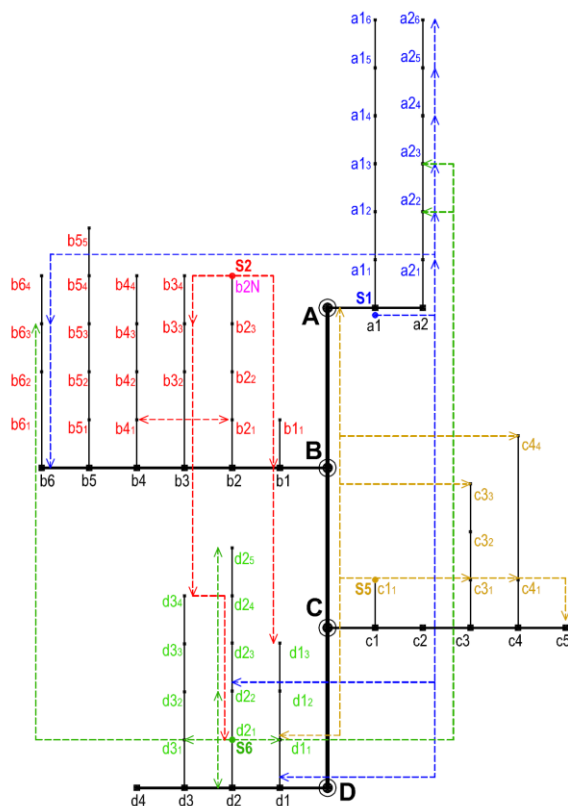 a1₆ a2₆
a1₅ a2₅
a1₄ a2₄
a1₃ a2₃
a1₂ a2₂
b5₅
a1₁ a2₁
S2
b6₄ b5₄ b4₄ b3₄ b2N
S1
A a1 a2
b6₃ b5₃ b4₃ b3₃ b2₃
b6₂ b5₂ b4₂ b3₂ b2₂
b6₁ b5₁ b4₁ b2₁ b1₁
c4₄
B
b6 b5 b4 b3 b2 b1
c3₃
c3₂
d2₅
S5 c1₁ c3₁ c4₁
d3₄ d2₄
C
c1 c2 c3 c4 c5
d3₃ d2₃ d1₃
d3₂ d2₂ d1₂
d2₁
d3₁ S6 d1₁
D
d4 d3 d2 d1